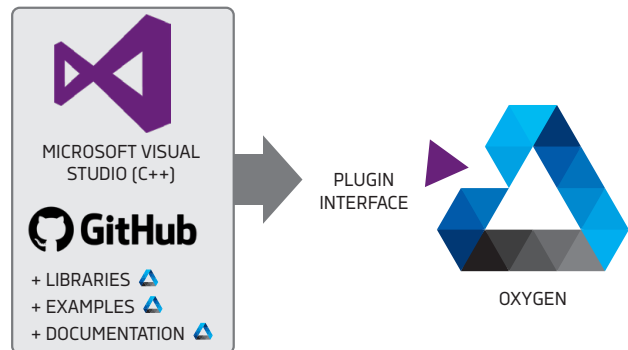 MICROSOFT VISUAL
STUDIO (C++)
GitHub
+ LIBRARIES
+ EXAMPLES
+ DOCUMENTATION
PLUGIN
INTERFACE
OXYGEN